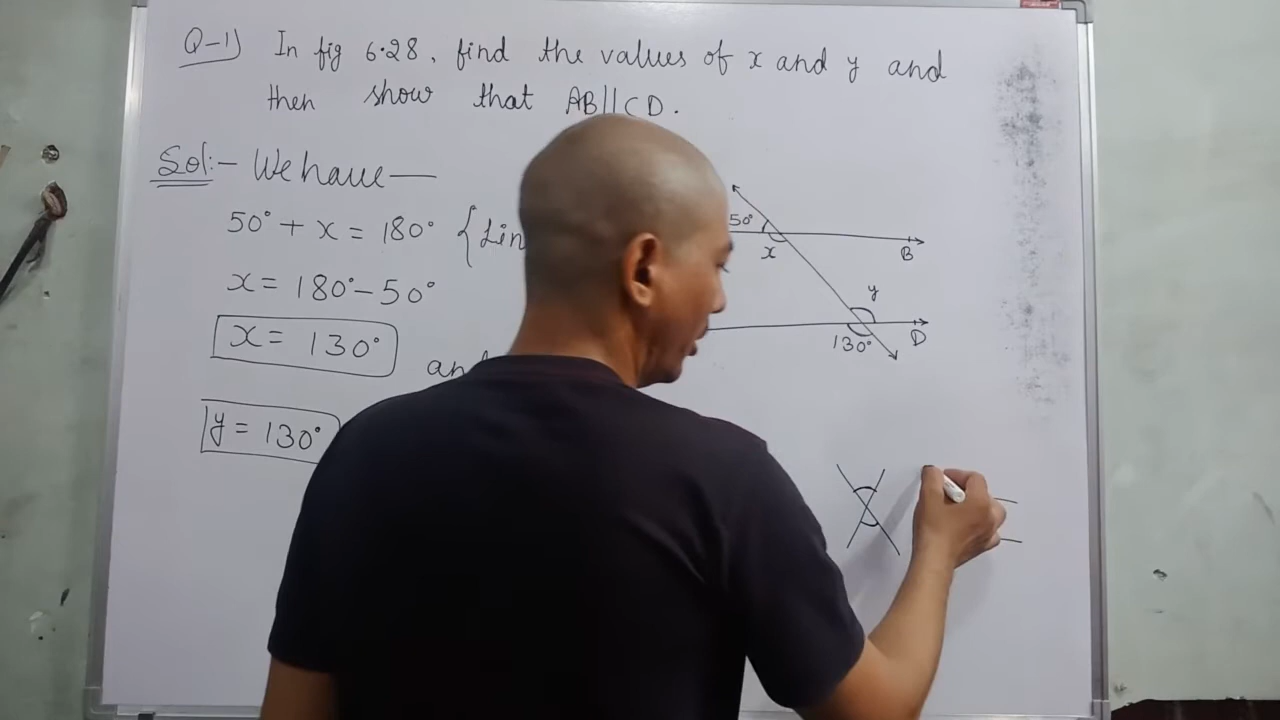 Q-1) In fig 6.28, find the values of x and y and
then show that AB||CD.
Sol:- We have—
50° + x = 180° {Lin
x = 180° - 50°
x = 130°
and
y = 130°
50°
x
B
y
130°
D